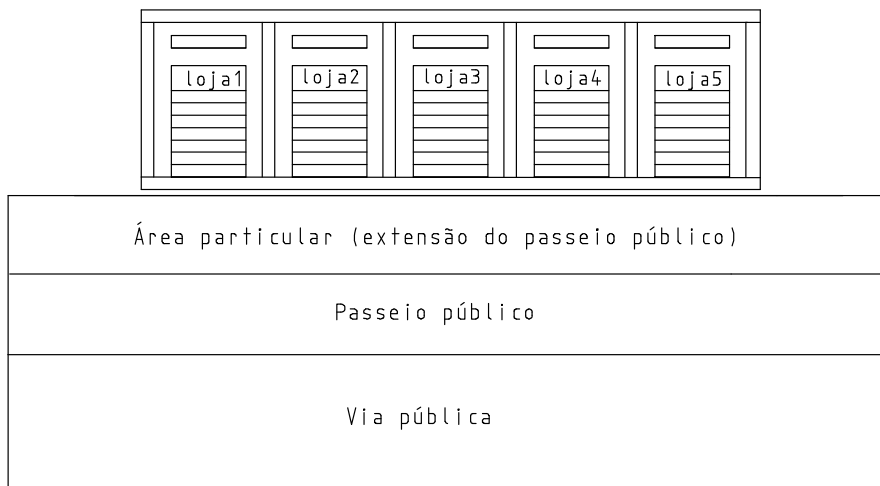 loja1 loja2 loja3 loja4 loja5
Área particular (extensão do passeio público)
Passeio público
Via pública